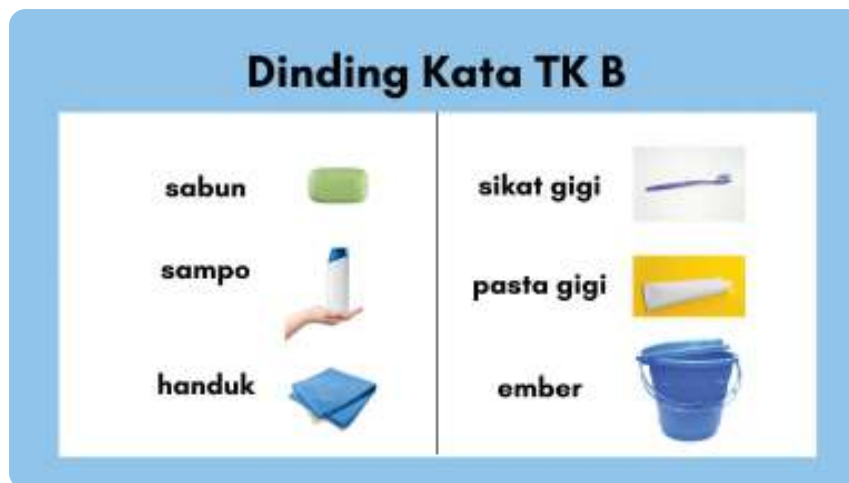 Dinding Kata TK B
sabun
sampo
handuk
sikat gigi
pasta gigi
ember